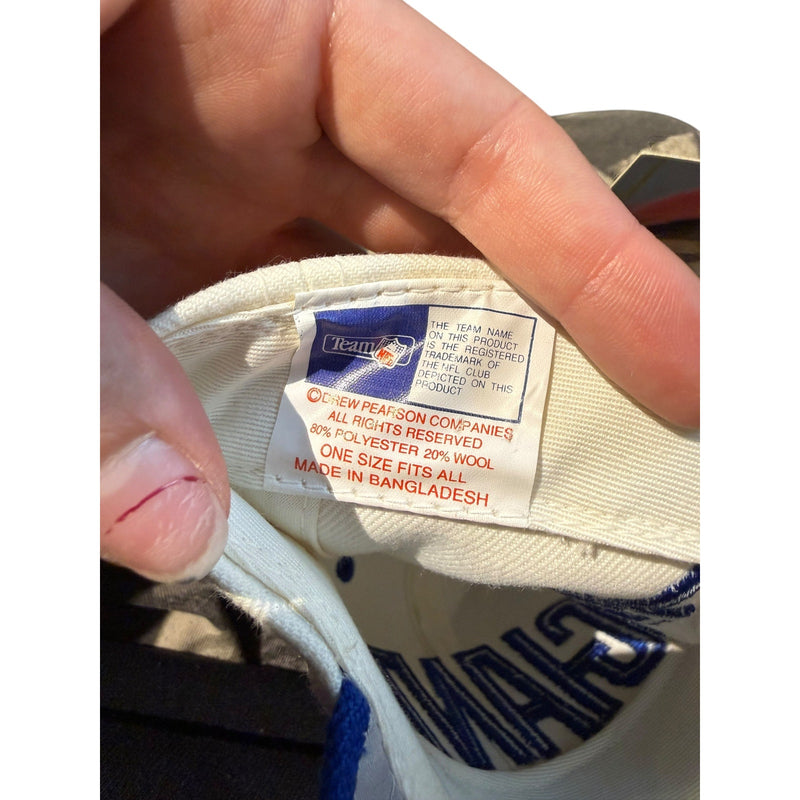 Team NFL
THE TEAM NAME
ON THIS PRODUCT
IS THE REGISTERED
TRADEMARK OF
THE NFL CLUB
DEPICTED ON THIS
PRODUCT
©DREW PEARSON COMPANIES
ALL RIGHTS RESERVED
80% POLYESTER 20% WOOL
ONE SIZE FITS ALL
MADE IN BANGLADESH
GIAN